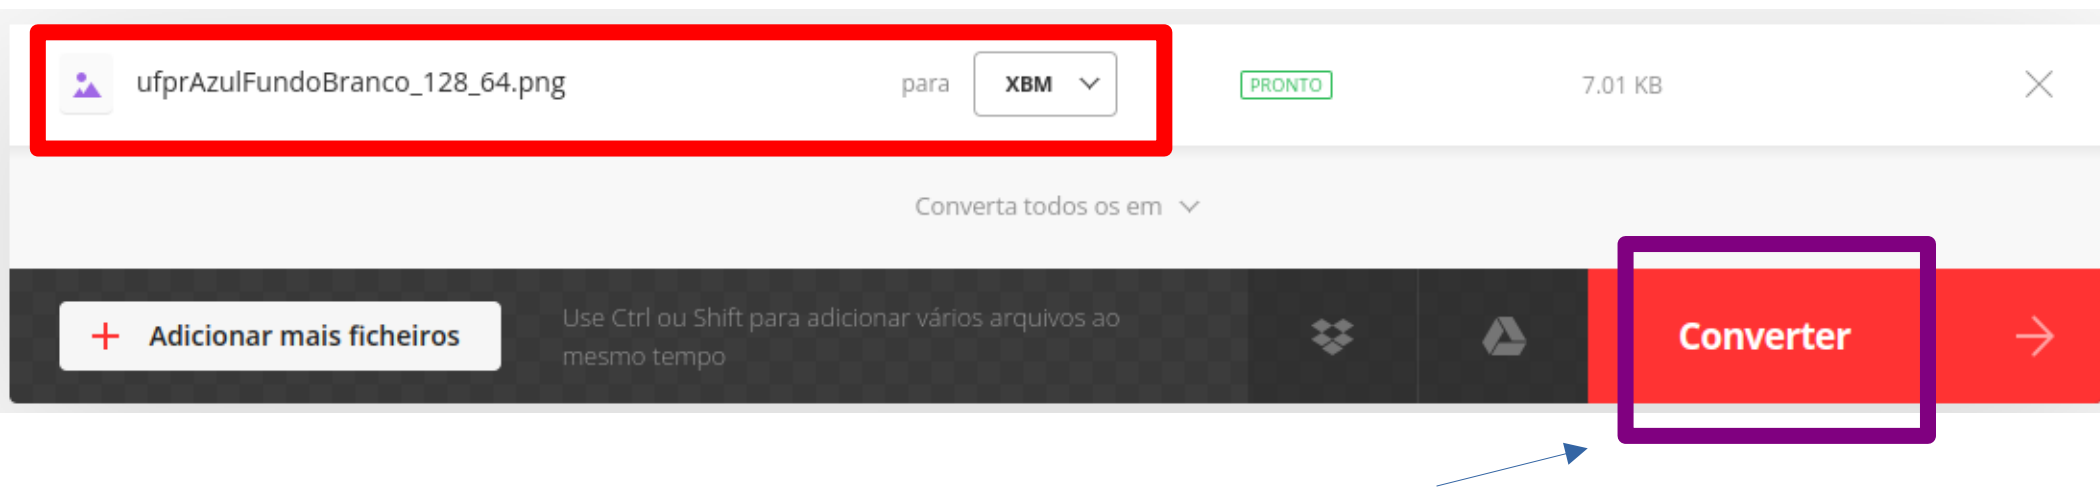 ufprAzulFundoBranco_128_64.png para XBM PRONTO 7.01 KB
Converta todos os em
Adicionar mais ficheiros
Use Ctrl ou Shift para adicionar vários arquivos ao
mesmo tempo
Converter